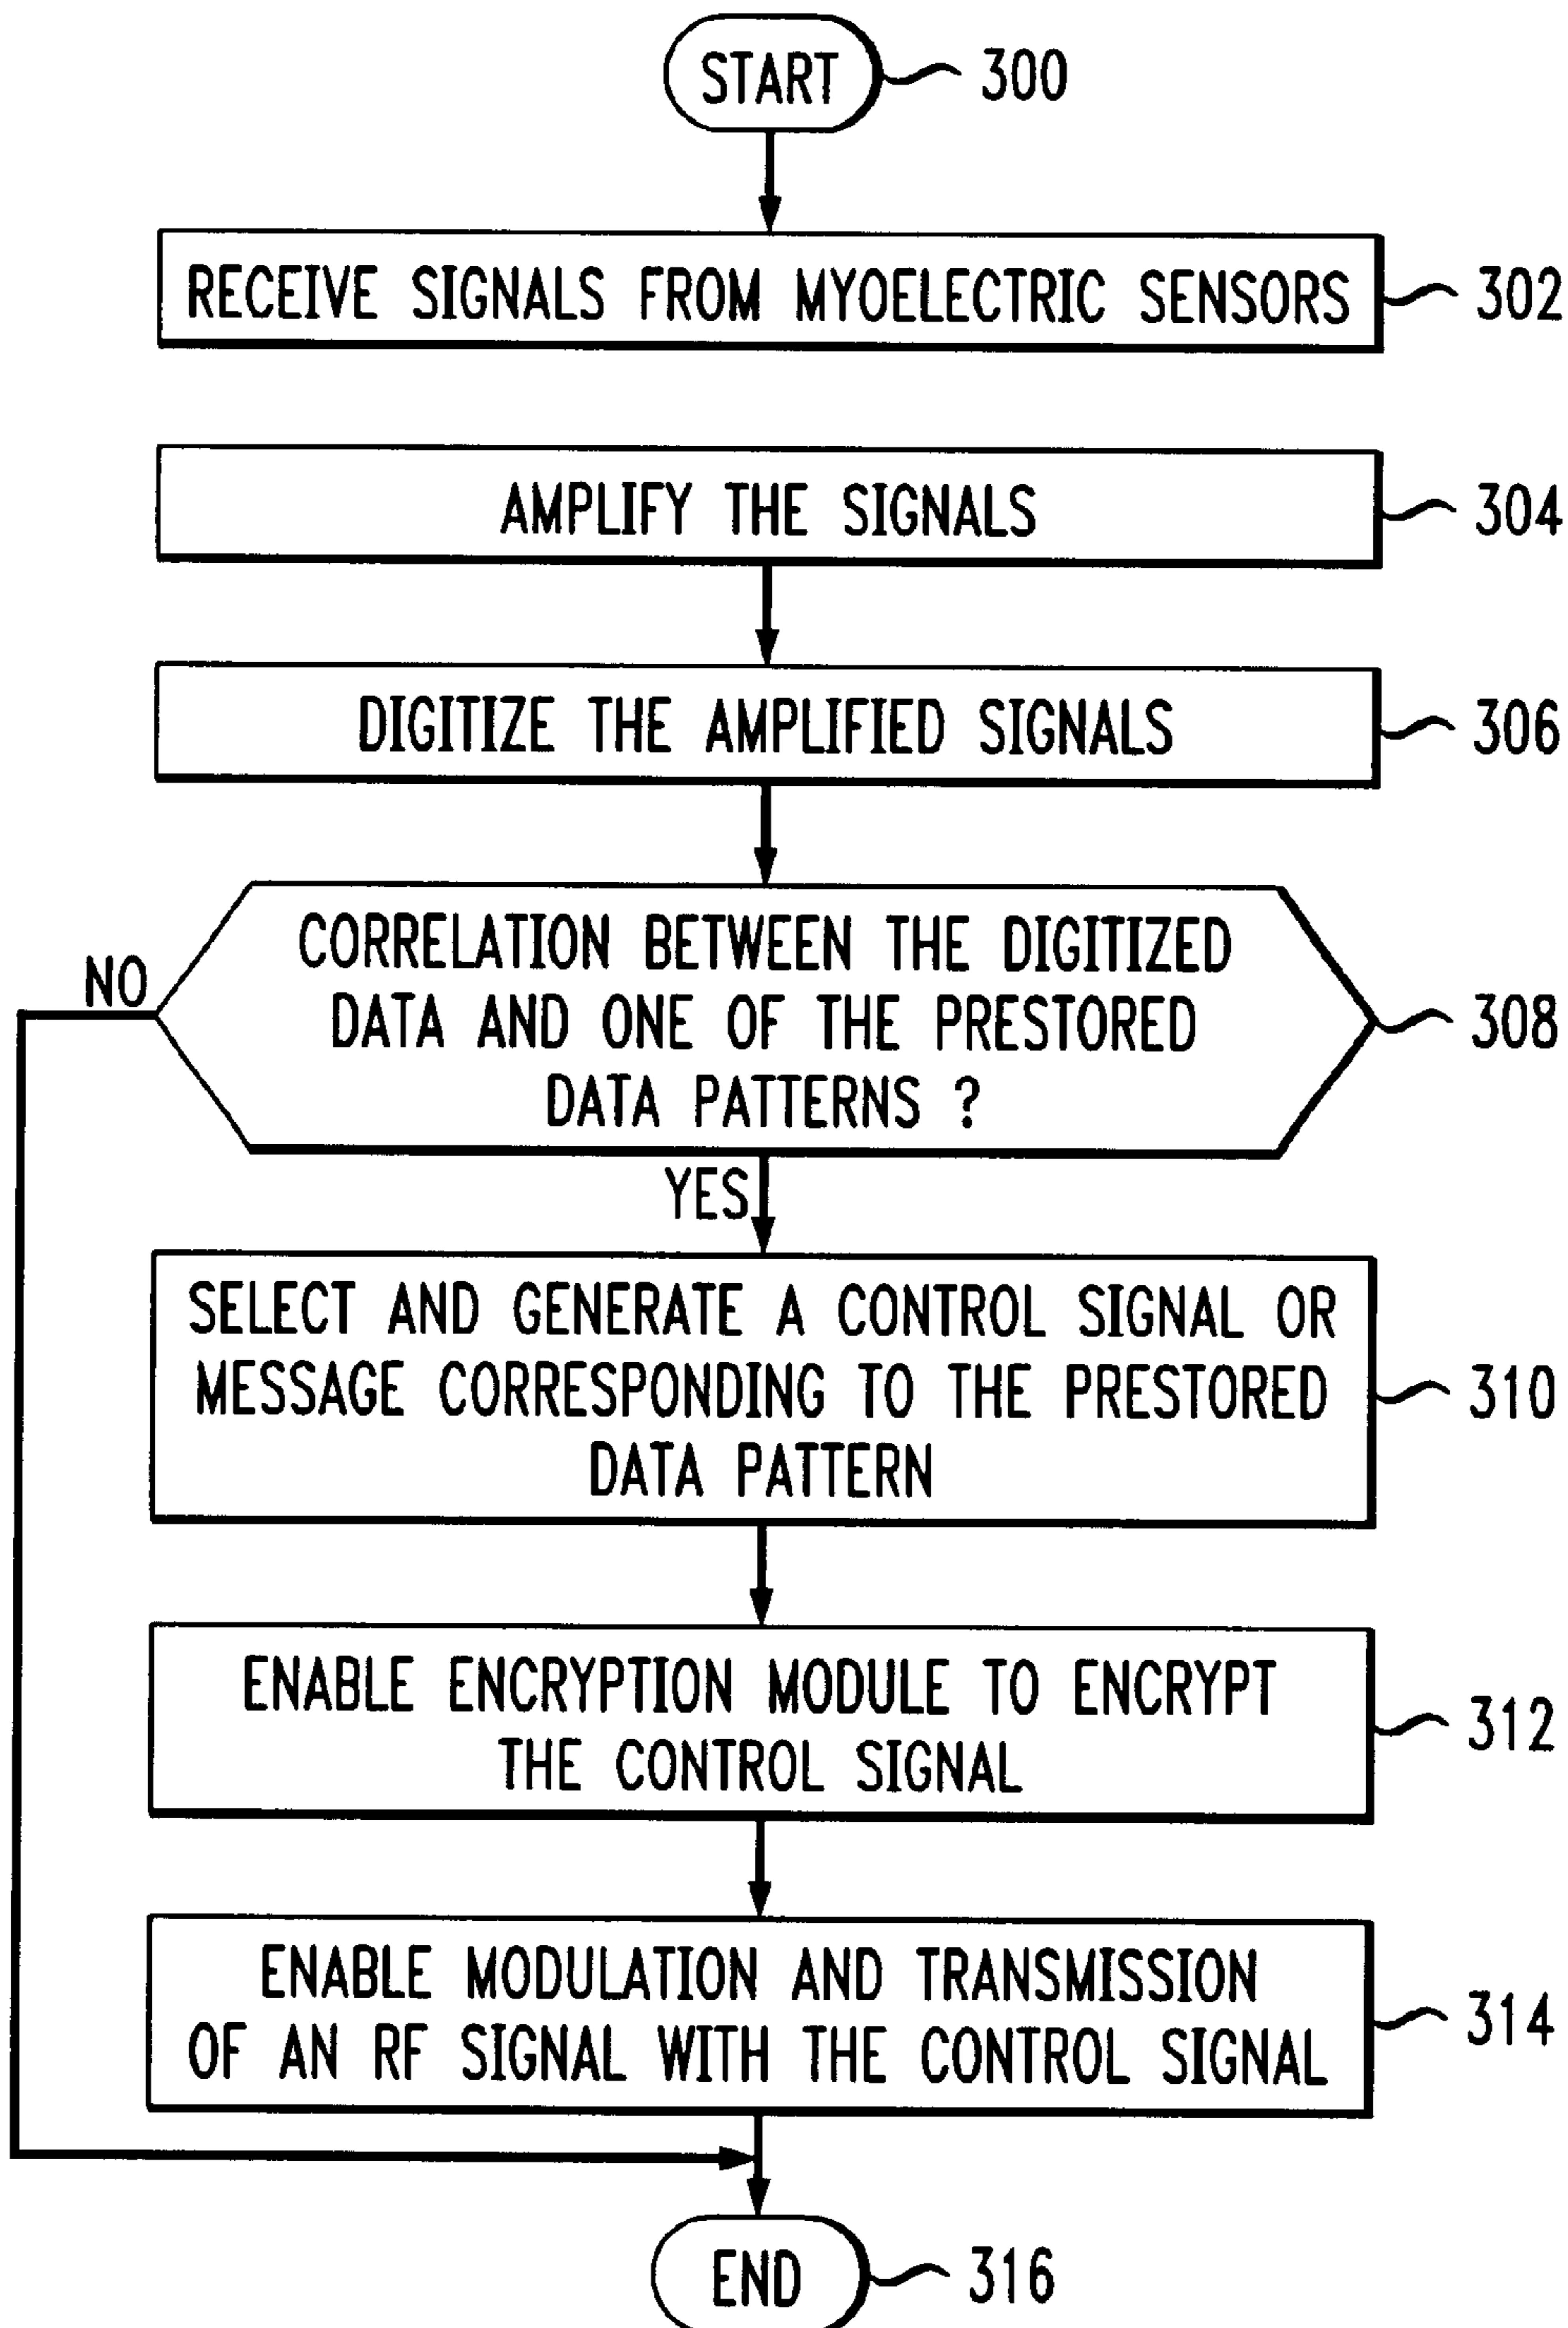 START
300
RECEIVE SIGNALS FROM MYOELECTRIC SENSORS
302
AMPLIFY THE SIGNALS
304
DIGITIZE THE AMPLIFIED SIGNALS
306
CORRELATION BETWEEN THE DIGITIZED
DATA AND ONE OF THE PRESTORED
DATA PATTERNS ?
308
NO
YES
SELECT AND GENERATE A CONTROL SIGNAL OR
MESSAGE CORRESPONDING TO THE PRESTORED
DATA PATTERN
310
ENABLE ENCRYPTION MODULE TO ENCRYPT
THE CONTROL SIGNAL
312
ENABLE MODULATION AND TRANSMISSION
OF AN RF SIGNAL WITH THE CONTROL SIGNAL
314
END
316